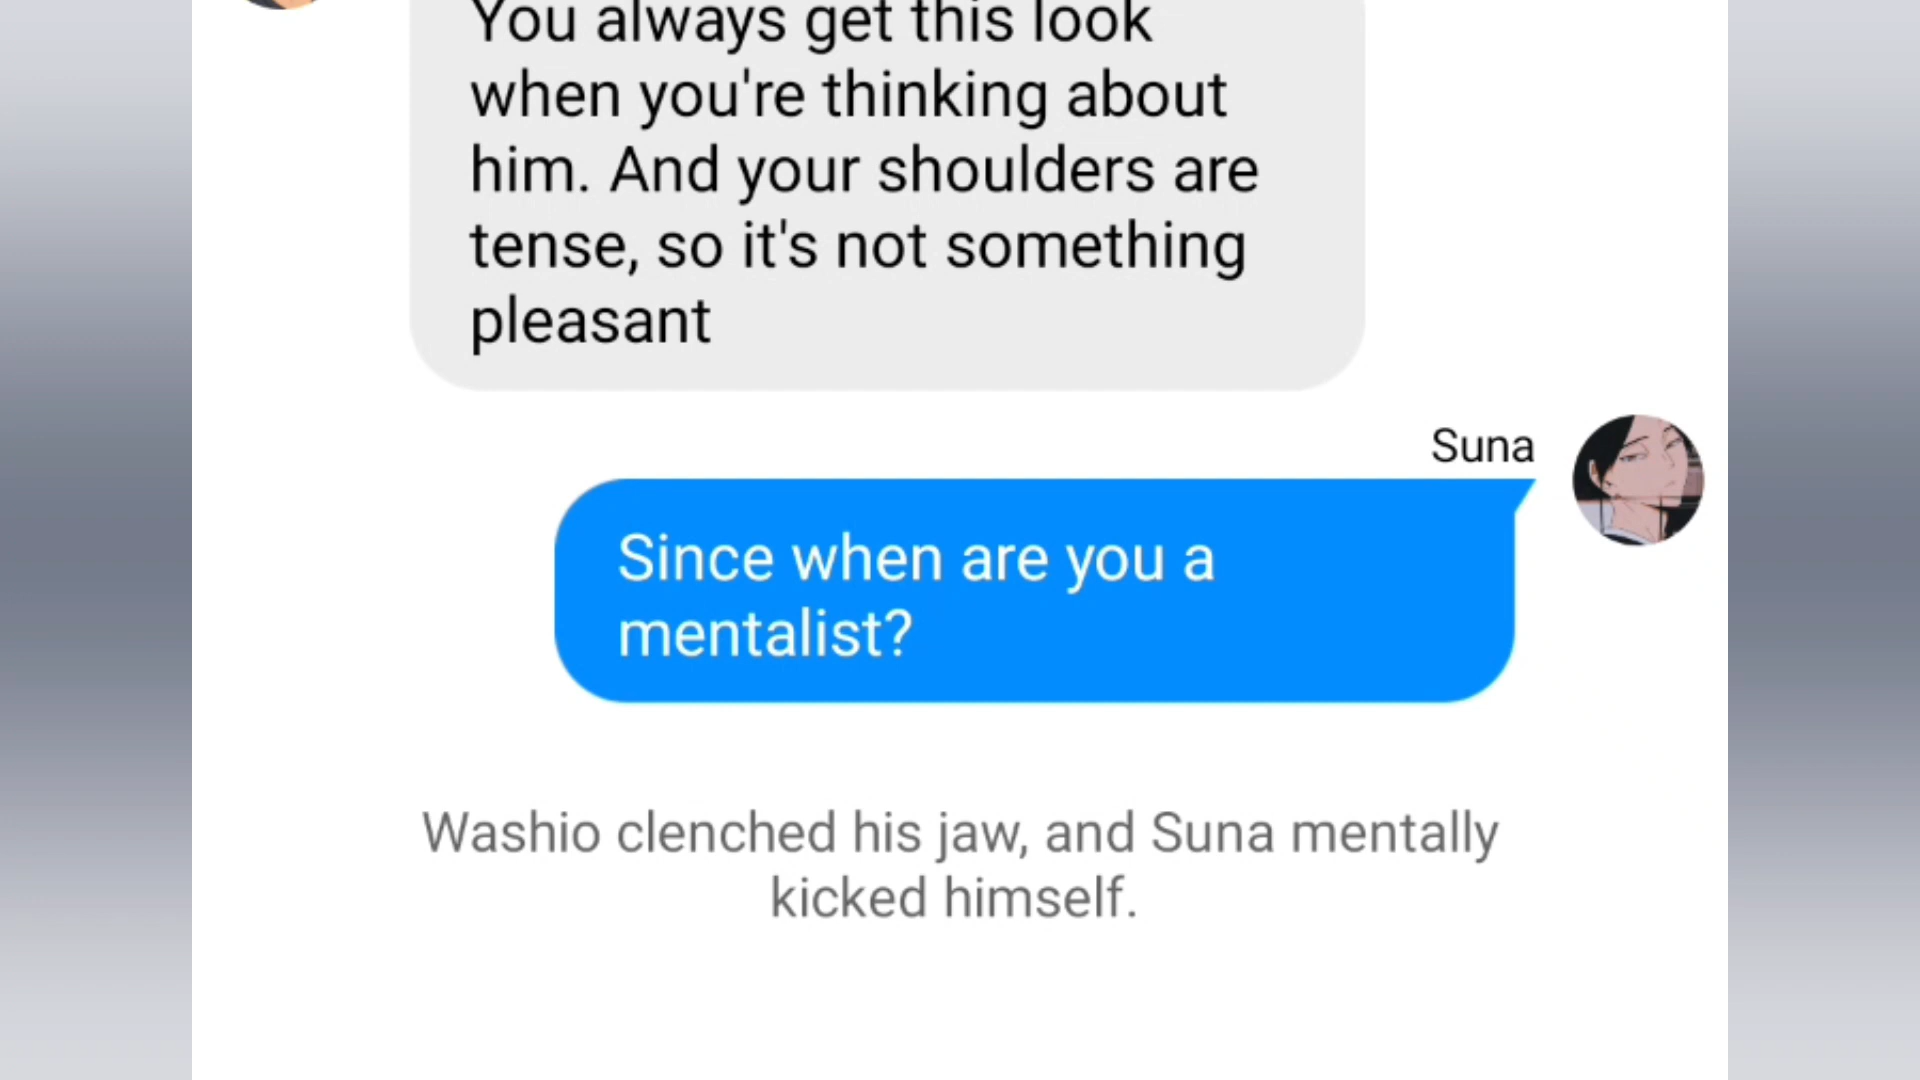 You always get this look
when you're thinking about
him. And your shoulders are
tense, so it's not something
pleasant
Suna
Since when are you a
mentalist?
Washio clenched his jaw, and Suna mentally
kicked himself.